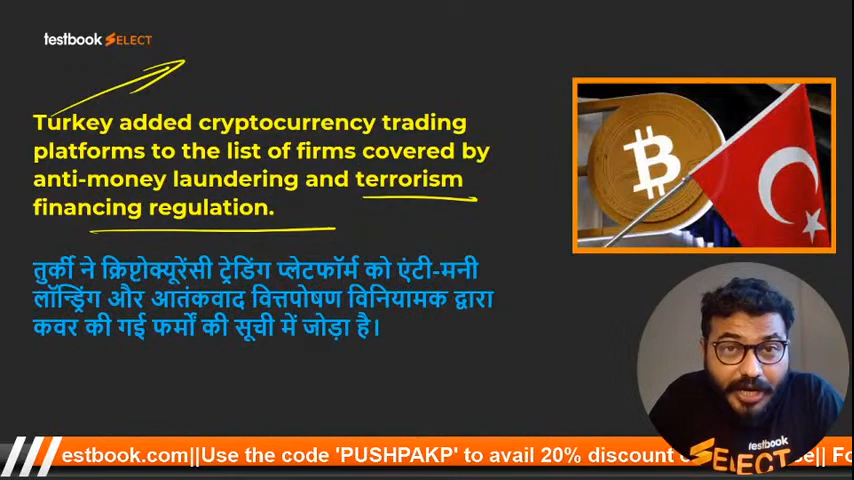 testbook SELECT
Turkey added cryptocurrency trading
platforms to the list of firms covered by
anti-money laundering and terrorism
financing regulation.
तुर्की ने क्रिप्टोक्यूरेंसी ट्रेडिंग प्लेटफॉर्म को एंटी-मनी
लॉन्ड्रिंग और आतंकवाद वित्तपोषण विनियामक द्वारा
कवर की गई फर्मों की सूची में जोड़ा है।
testbook
SELECT
estbook.com||Use the code 'PUSHPAKP' to avail 20% discount